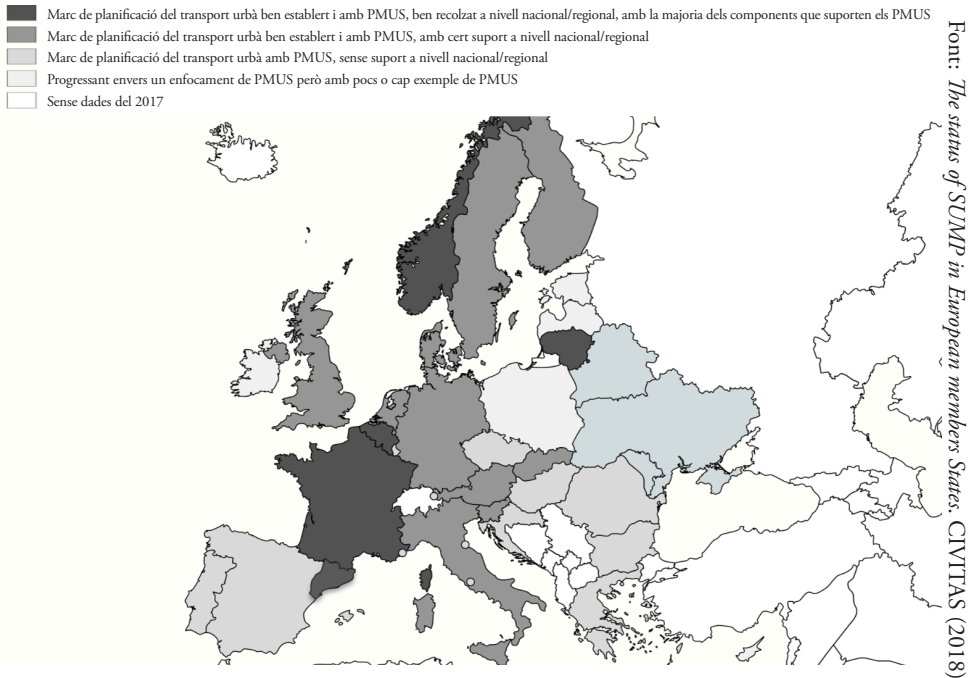 Marc de planificació del transport urbà ben establert i amb PMUS, ben recolzat a nivell nacional/regional, amb la majoria dels components que suporten els PMUS
Marc de planificació del transport urbà ben establert i amb PMUS, amb cert suport a nivell nacional/regional
Marc de planificació del transport urbà amb PMUS, sense suport a nivell nacional/regional
Progressant envers un enfocament de PMUS però amb pocs o cap exemple de PMUS
Sense dades del 2017
Font: The status of SUMP in European members States. CIVITAS (2018)